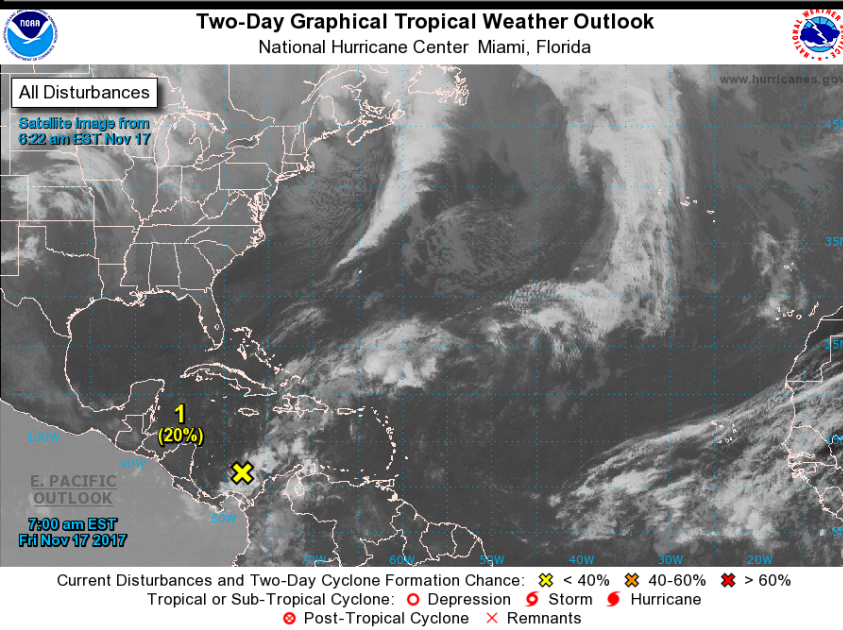 Two-Day Graphical Tropical Weather Outlook
National Hurricane Center Miami, Florida
NOAA
www.hurricanes.gov
All Disturbances
Satellite Image from
6:22 am EST Nov 17
45N
35N
25N
1
(20%)
100W
90W
E. PACIFIC
OUTLOOK
80W
7:00 am EST
Fri Nov 17 2017
70W 60W 50W 40W 30W 20W
Current Disturbances and Two-Day Cyclone Formation Chance: < 40% 40-60% > 60%
Tropical or Sub-Tropical Cyclone: Depression Storm Hurricane
Post-Tropical Cyclone Remnants